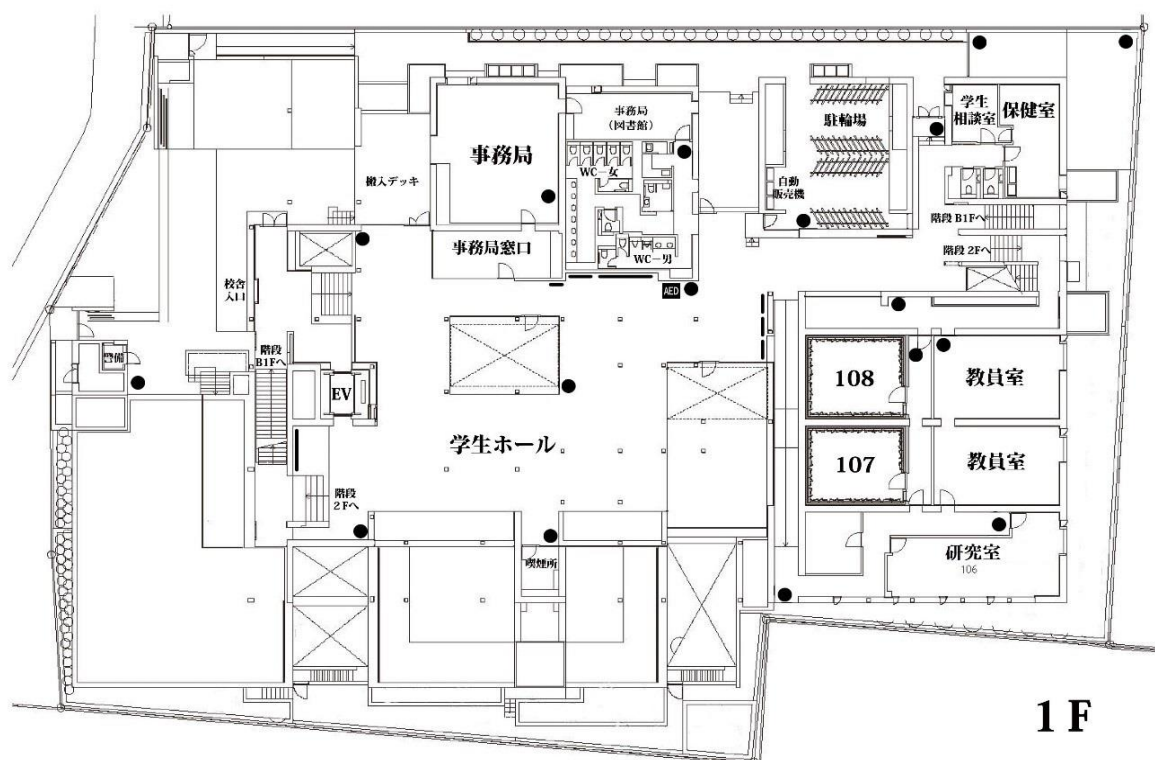 事務局
(図書館)
学生
相談室
保健室
駐輪場
事務局
WC-女
搬入デッキ
自動
販売機
階段 B1Fへ
事務局窓口
階段 2Fへ
WC-男
校舎
入口
AED
階段
B1Fへ
警備
EV
108
教員室
学生ホール
107
教員室
階段
2Fへ
喫煙所
研究室
106
1 F